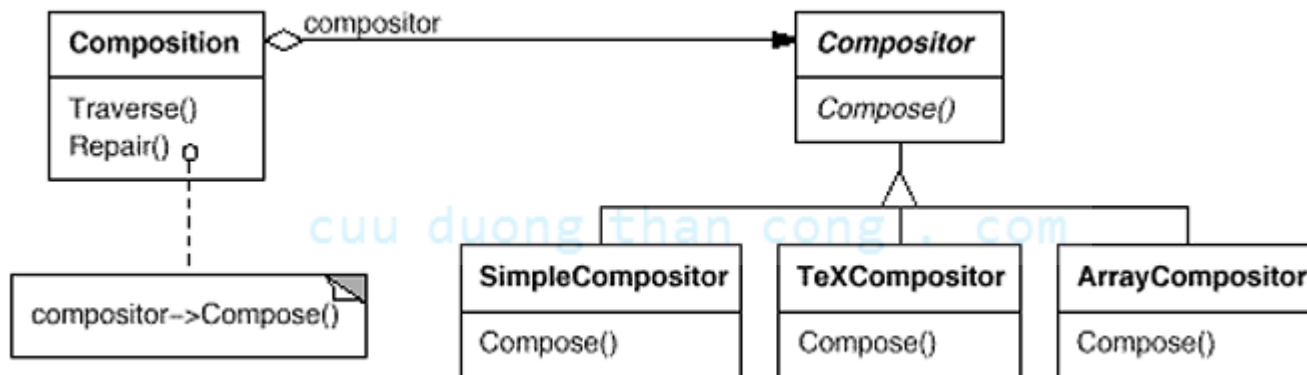 Composition
Traverse()
Repair()
compositor
Compositor
Compose()
compositor->Compose()
cuu duong than cong . com
SimpleCompositor
Compose()
TeXCompositor
Compose()
ArrayCompositor
Compose()